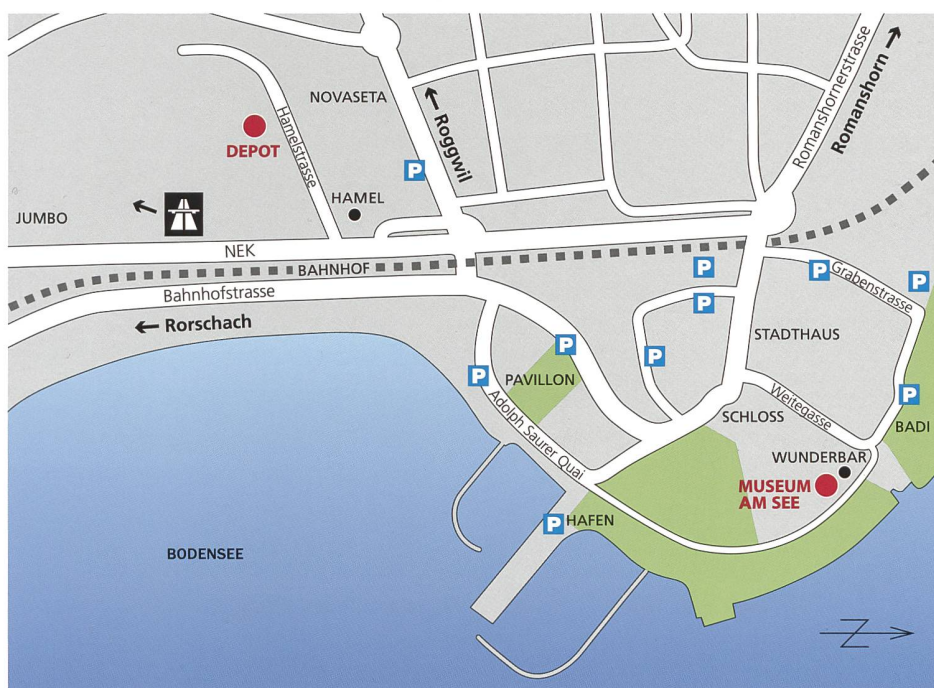 Romanshornerstrasse
Romanshorn
NOVASETA
Hamelstrasse
Roggwil
DEPOT
P
HAMEL
JUMBO
NEK
BAHNHOF
P
P
Grabenstrasse
P
Bahnhofstrasse
P
Rorschach
STADTHAUS
P
P
P
PAVILLON
Adolph Saurer Quai
SCHLOSS
Weitegasse
P
BADI
WUNDERBAR
MUSEUM
AM SEE
P
HAFEN
BODENSEE
Z